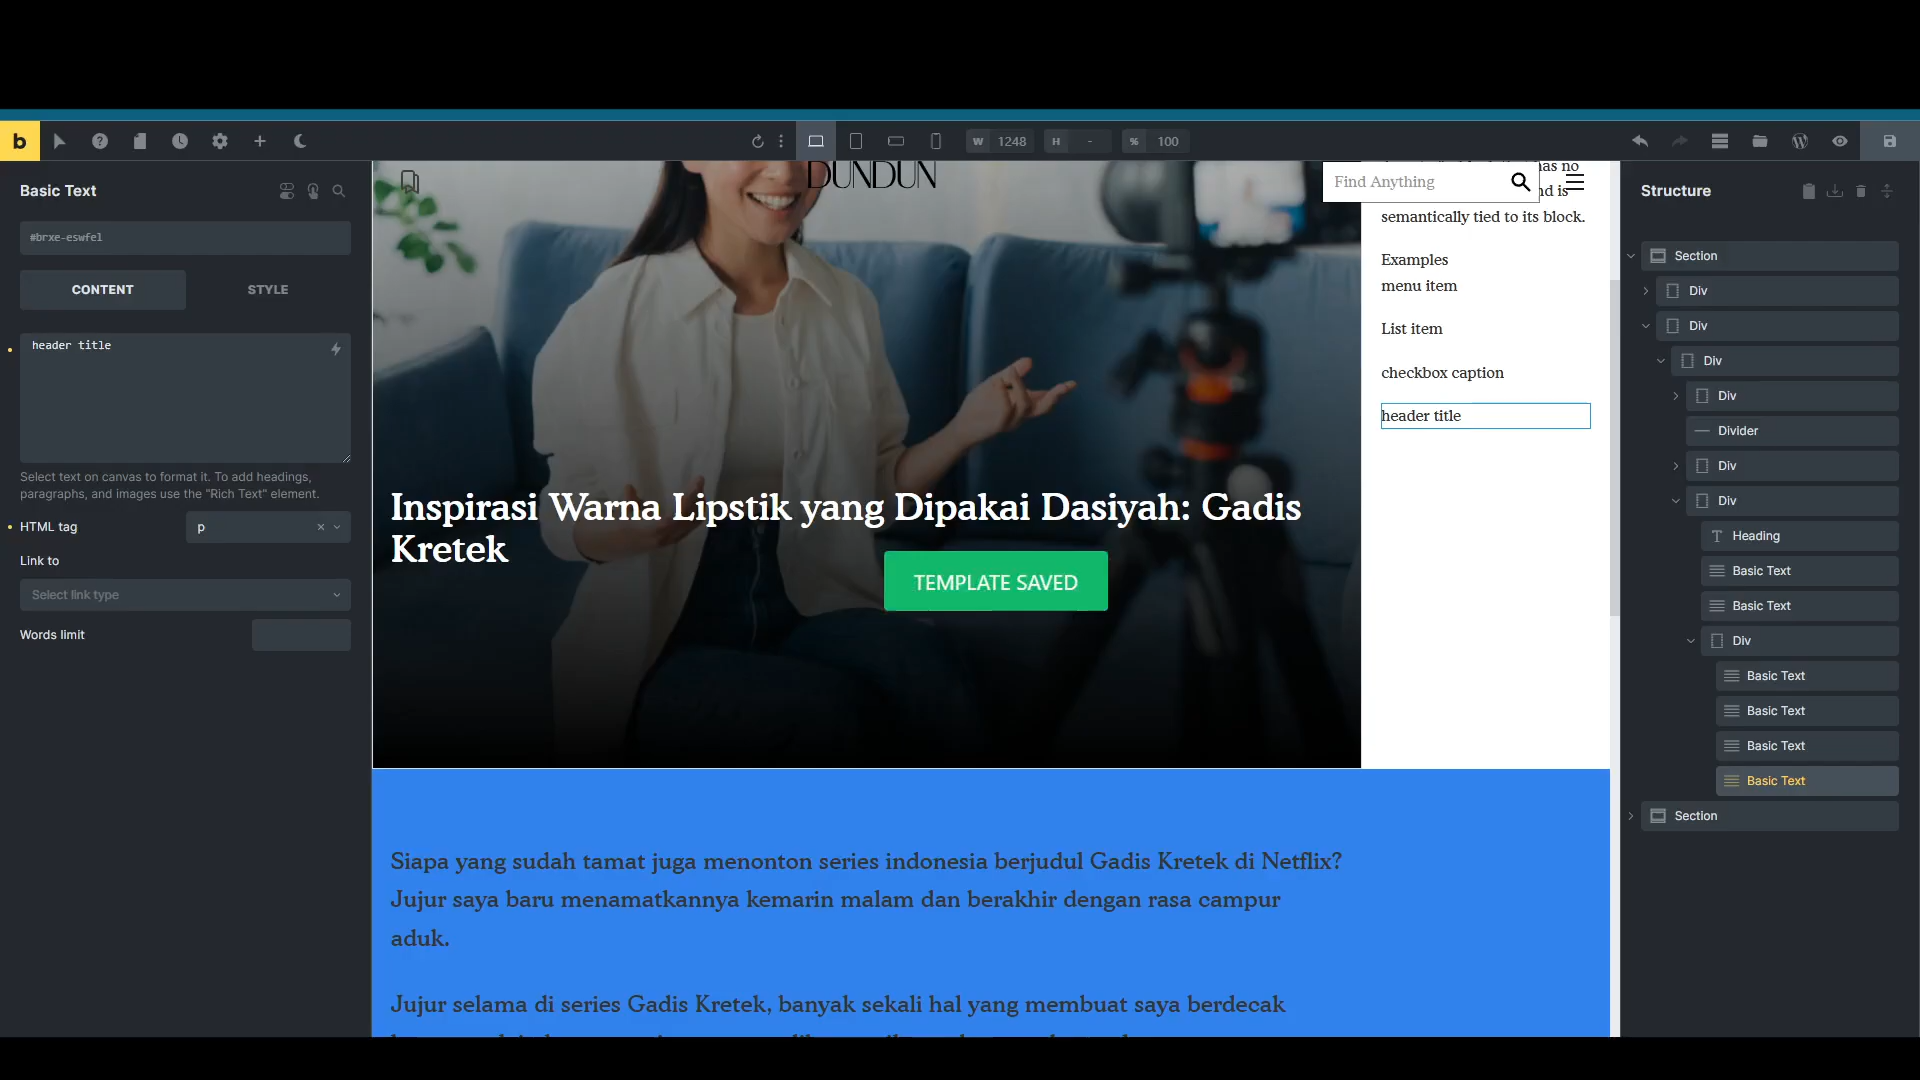 b
W 1248
H -
% 100
Basic Text
#brxe-eswfel
CONTENT
STYLE
header title
Select text on canvas to format it. To add headings,
paragraphs, and images use the "Rich Text" element.
HTML tag
p
Link to
Select link type
Words limit
DUNDUN
Find Anything
has no
nd is
semantically tied to its block.
Examples
menu item
List item
checkbox caption
header title
Inspirasi Warna Lipstik yang Dipakai Dasiyah: Gadis
Kretek
TEMPLATE SAVED
Siapa yang sudah tamat juga menonton series indonesia berjudul Gadis Kretek di Netflix?
Jujur saya baru menamatkannya kemarin malam dan berakhir dengan rasa campur
aduk.
Jujur selama di series Gadis Kretek, banyak sekali hal yang membuat saya berdecak
Structure
Section
Div
Div
Div
Div
Divider
Div
Div
Heading
Basic Text
Basic Text
Div
Basic Text
Basic Text
Basic Text
Basic Text
Section